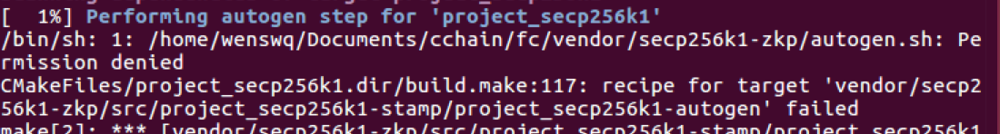 [  1%] Performing autogen step for 'project_secp256k1'
/bin/sh: 1: /home/wenswq/Documents/cchain/fc/vendor/secp256k1-zkp/autogen.sh: Pe
rmission denied
CMakeFiles/project_secp256k1.dir/build.make:117: recipe for target 'vendor/secp2
56k1-zkp/src/project_secp256k1-stamp/project_secp256k1-autogen' failed
make[2]: *** [vendor/secp256k1-zkp/src/project_secp256k1-stamp/project_secp256k1